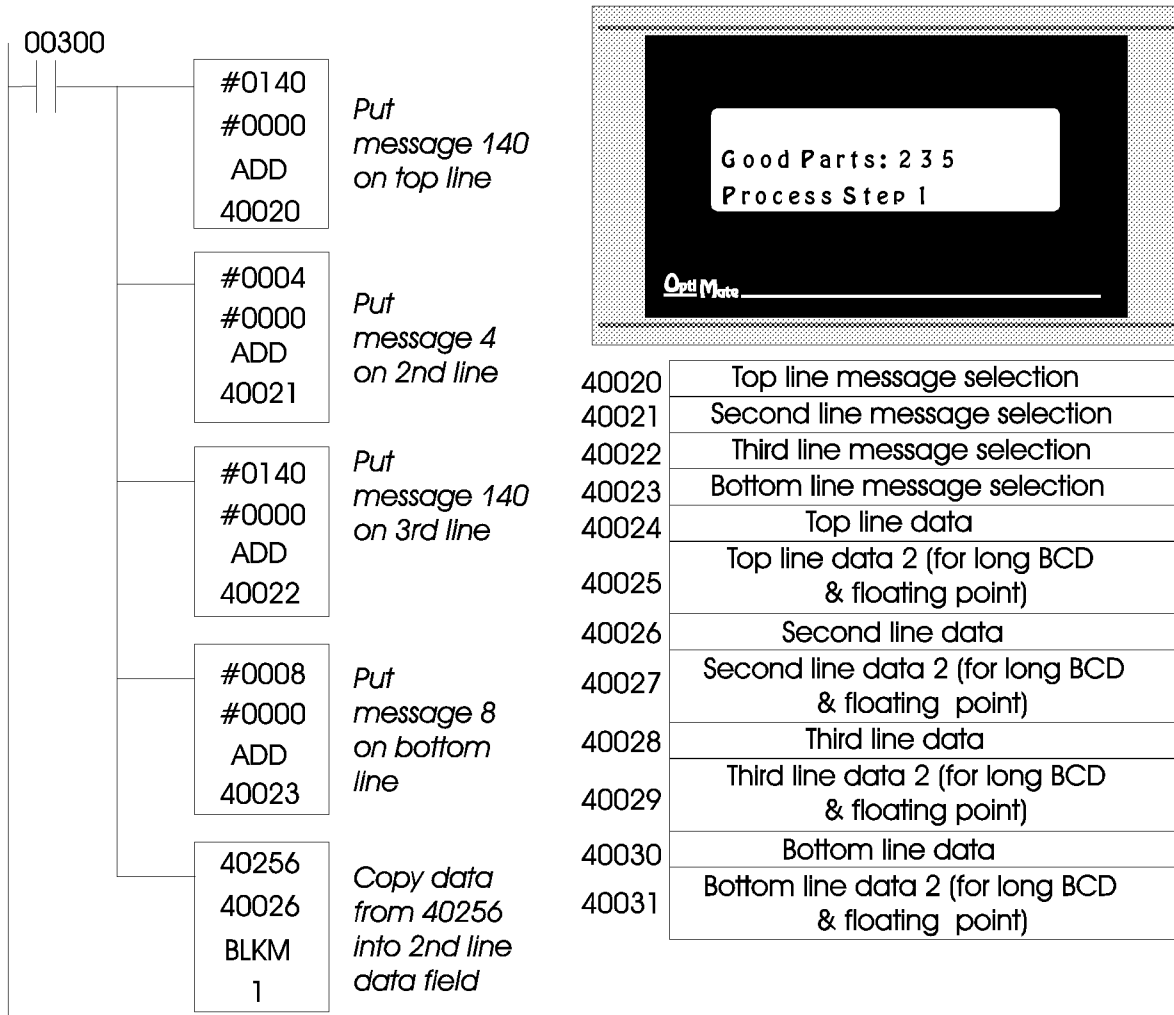 00300
#0140
#0000
ADD
40020
Put
message 140
on top line
#0004
#0000
ADD
40021
Put
message 4
on 2nd line
#0140
#0000
ADD
40022
Put
message 140
on 3rd line
#0008
#0000
ADD
40023
Put
message 8
on bottom
line
40256
40026
BLKM
1
Copy data
from 40256
into 2nd line
data field
Good Parts: 235
Process Step 1
Opti Mate
40020 Top line message selection
40021 Second line message selection
40022 Third line message selection
40023 Bottom line message selection
40024 Top line data
40025 Top line data 2 (for long BCD
& floating point)
40026 Second line data
40027 Second line data 2 (for long BCD
& floating point)
40028 Third line data
40029 Third line data 2 (for long BCD
& floating point)
40030 Bottom line data
40031 Bottom line data 2 (for long BCD
& floating point)